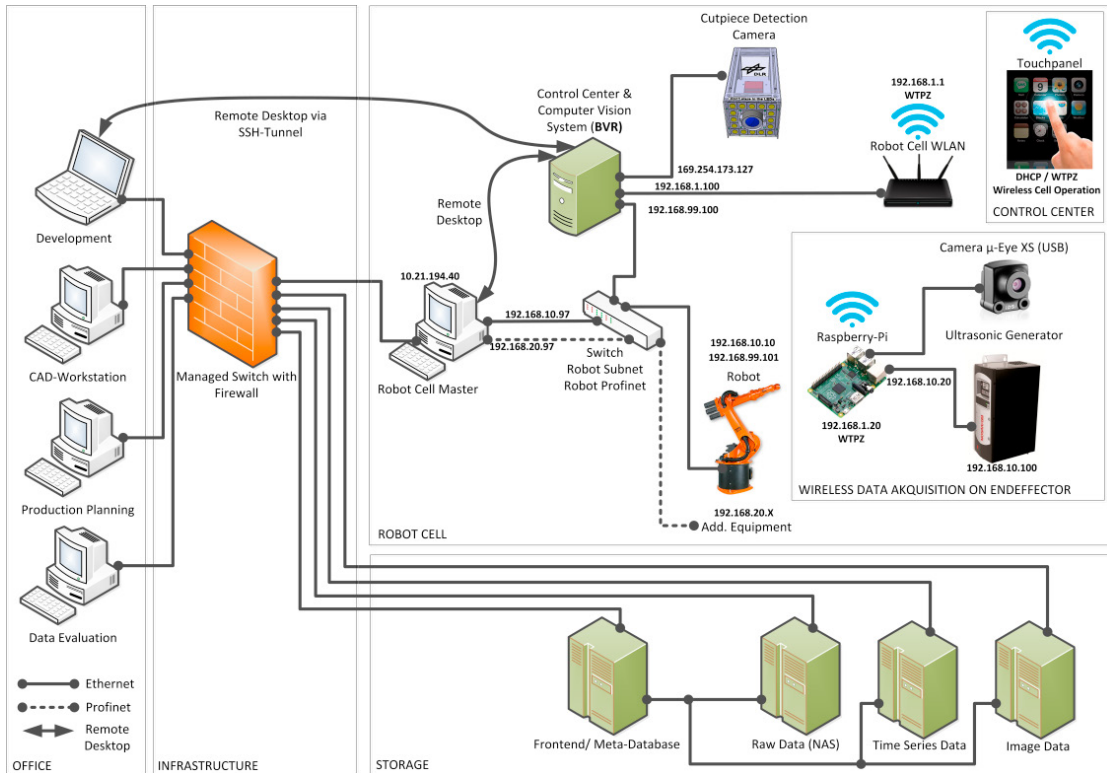 Cutpiece Detection
Camera
DLR
Touchpanel
DHCP / WTPZ
Wireless Cell Operation
CONTROL CENTER
192.168.1.1
WTPZ
Robot Cell WLAN
Control Center &
Computer Vision
System (BVR)
Remote Desktop via
SSH-Tunnel
169.254.173.127
192.168.1.100
192.168.99.100
Remote
Desktop
Development
10.21.194.40
192.168.10.97
192.168.20.97
Robot Cell Master
Switch
Robot Subnet
Robot Profinet
Managed Switch with
Firewall
CAD-Workstation
Production Planning
Data Evaluation
192.168.10.10
192.168.99.101
Robot
192.168.20.X
Add. Equipment
ROBOT CELL
Camera µ-Eye XS (USB)
Raspberry-Pi
Ultrasonic Generator
192.168.10.20
192.168.1.20
WTPZ
192.168.10.100
WIRELESS DATA AKQUISITION ON ENDEFFECTOR
Ethernet
Profinet
Remote
Desktop
OFFICE
INFRASTRUCTURE
Frontend/ Meta-Database
Raw Data (NAS)
Time Series Data
Image Data
STORAGE